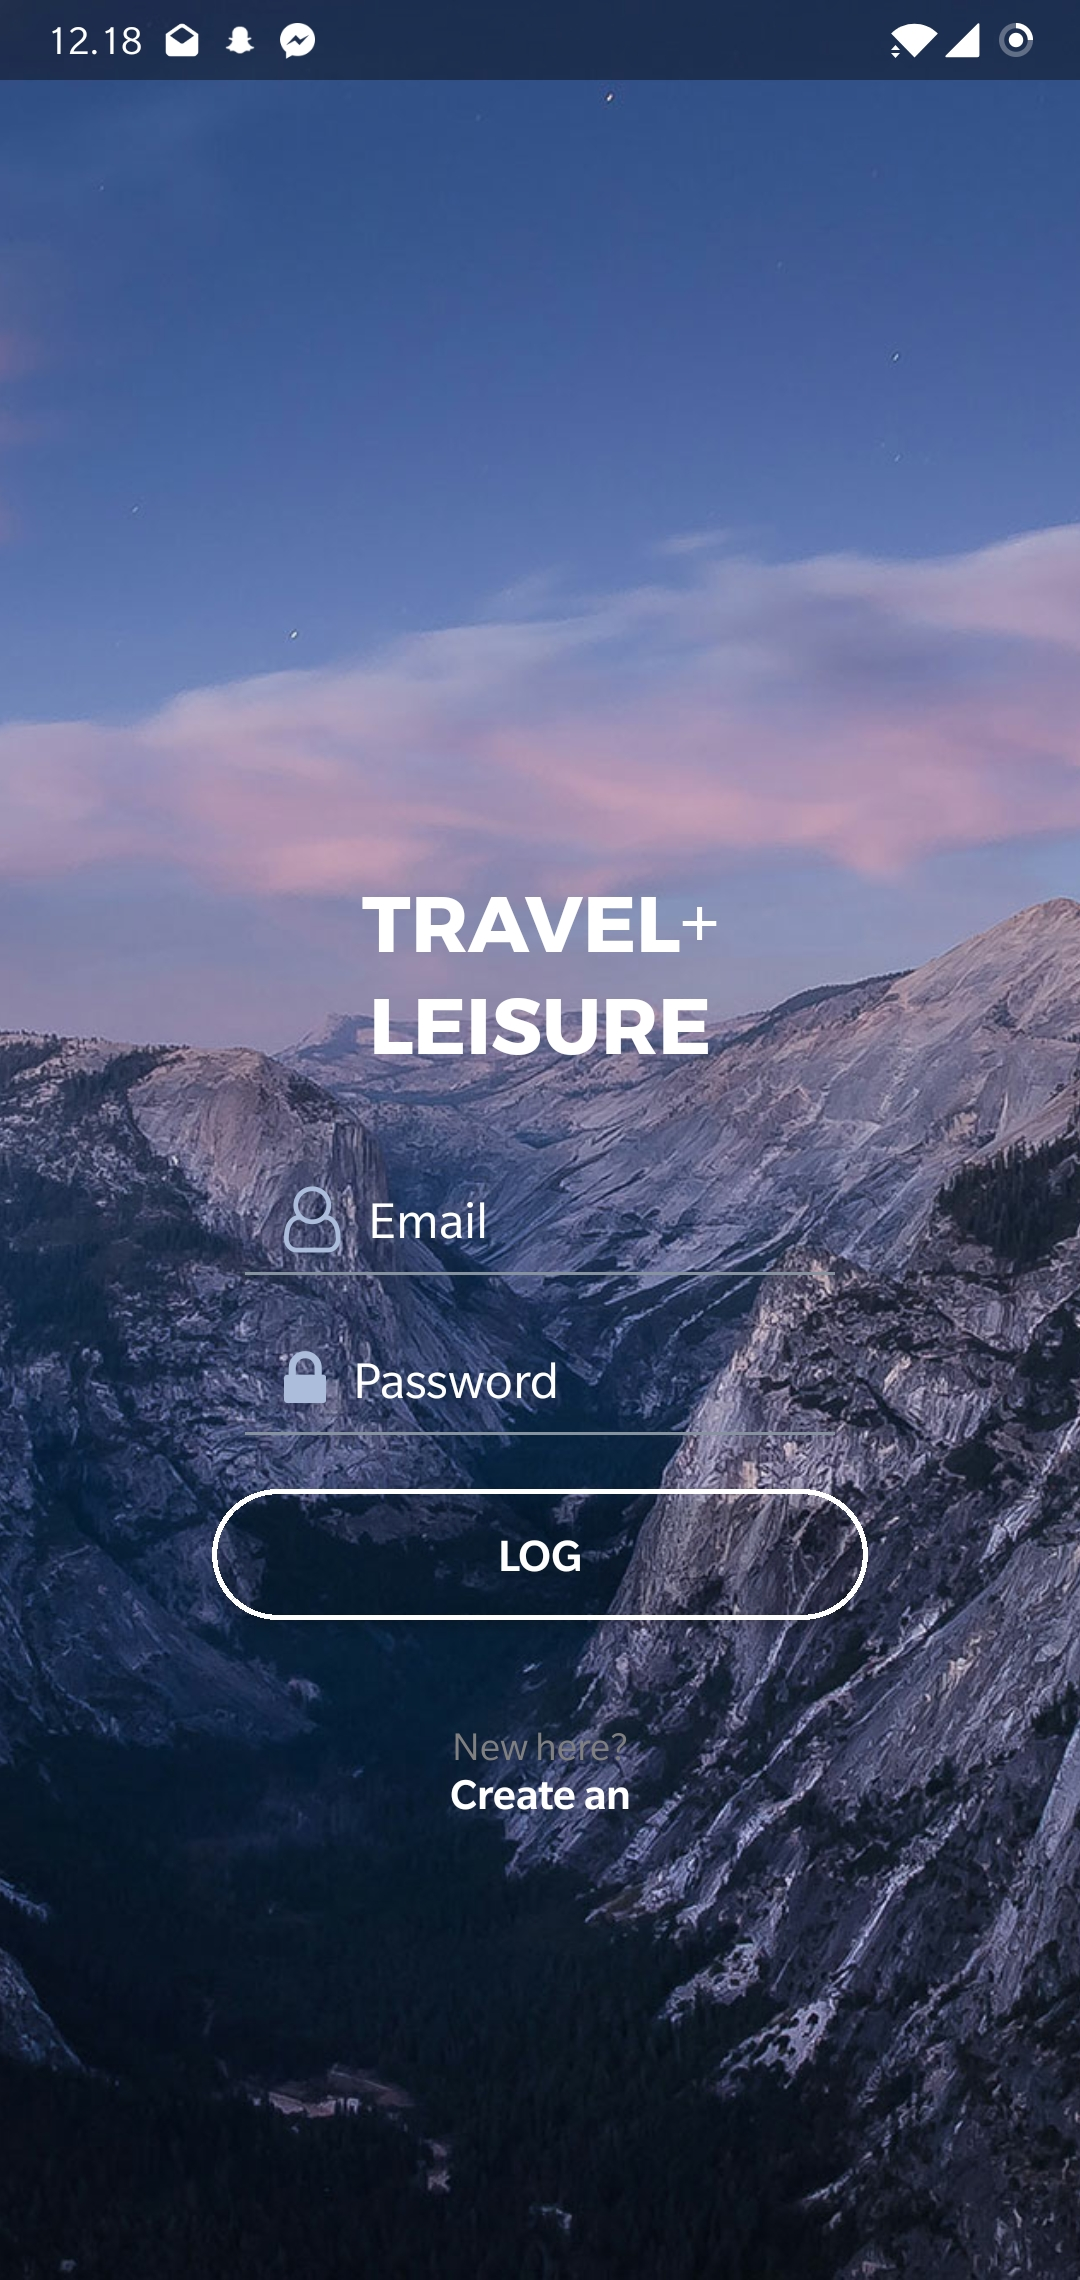 12.18
TRAVEL+
LEISURE
Email
Password
LOG
New here?
Create an